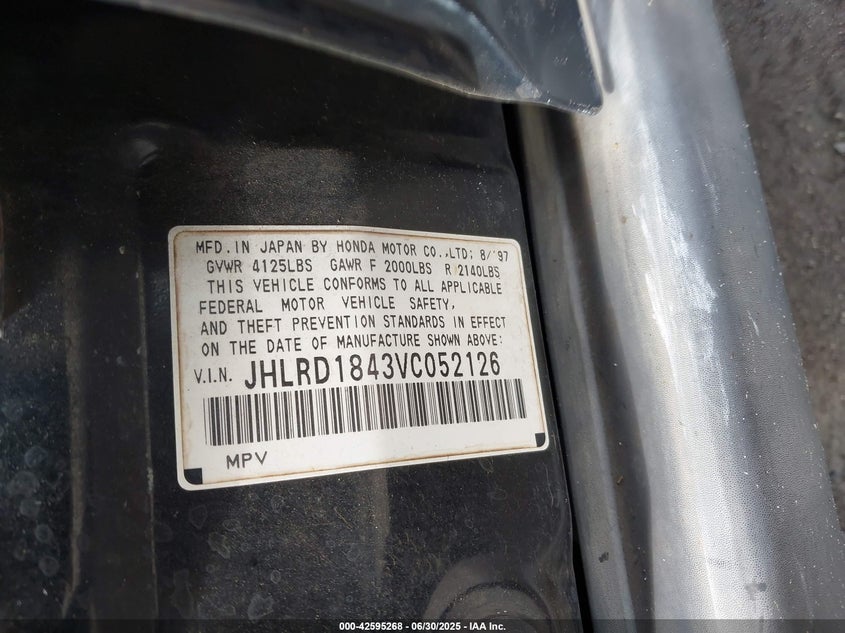 MFD. IN JAPAN BY HONDA MOTOR CO.,LTD; 8/'97
GVWR 4125LBS GAWR F 2000LBS R 2140LBS
THIS VEHICLE CONFORMS TO ALL APPLICABLE
FEDERAL MOTOR VEHICLE SAFETY,
AND THEFT PREVENTION STANDARDS IN EFFECT
ON THE DATE OF MANUFACTURE SHOWN ABOVE:
V.I.N. JHLRD1843VC052126
MPV
000-42595268 - 06/30/2025 - IAA Inc.